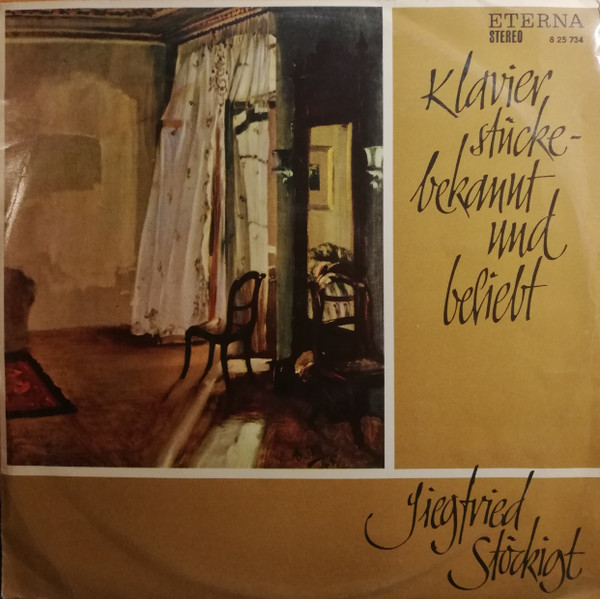 ETERNA
STEREO 8 25 734
Klavier
stücke-
bekannt
und
beliebt
Siegfried
Stöckigt